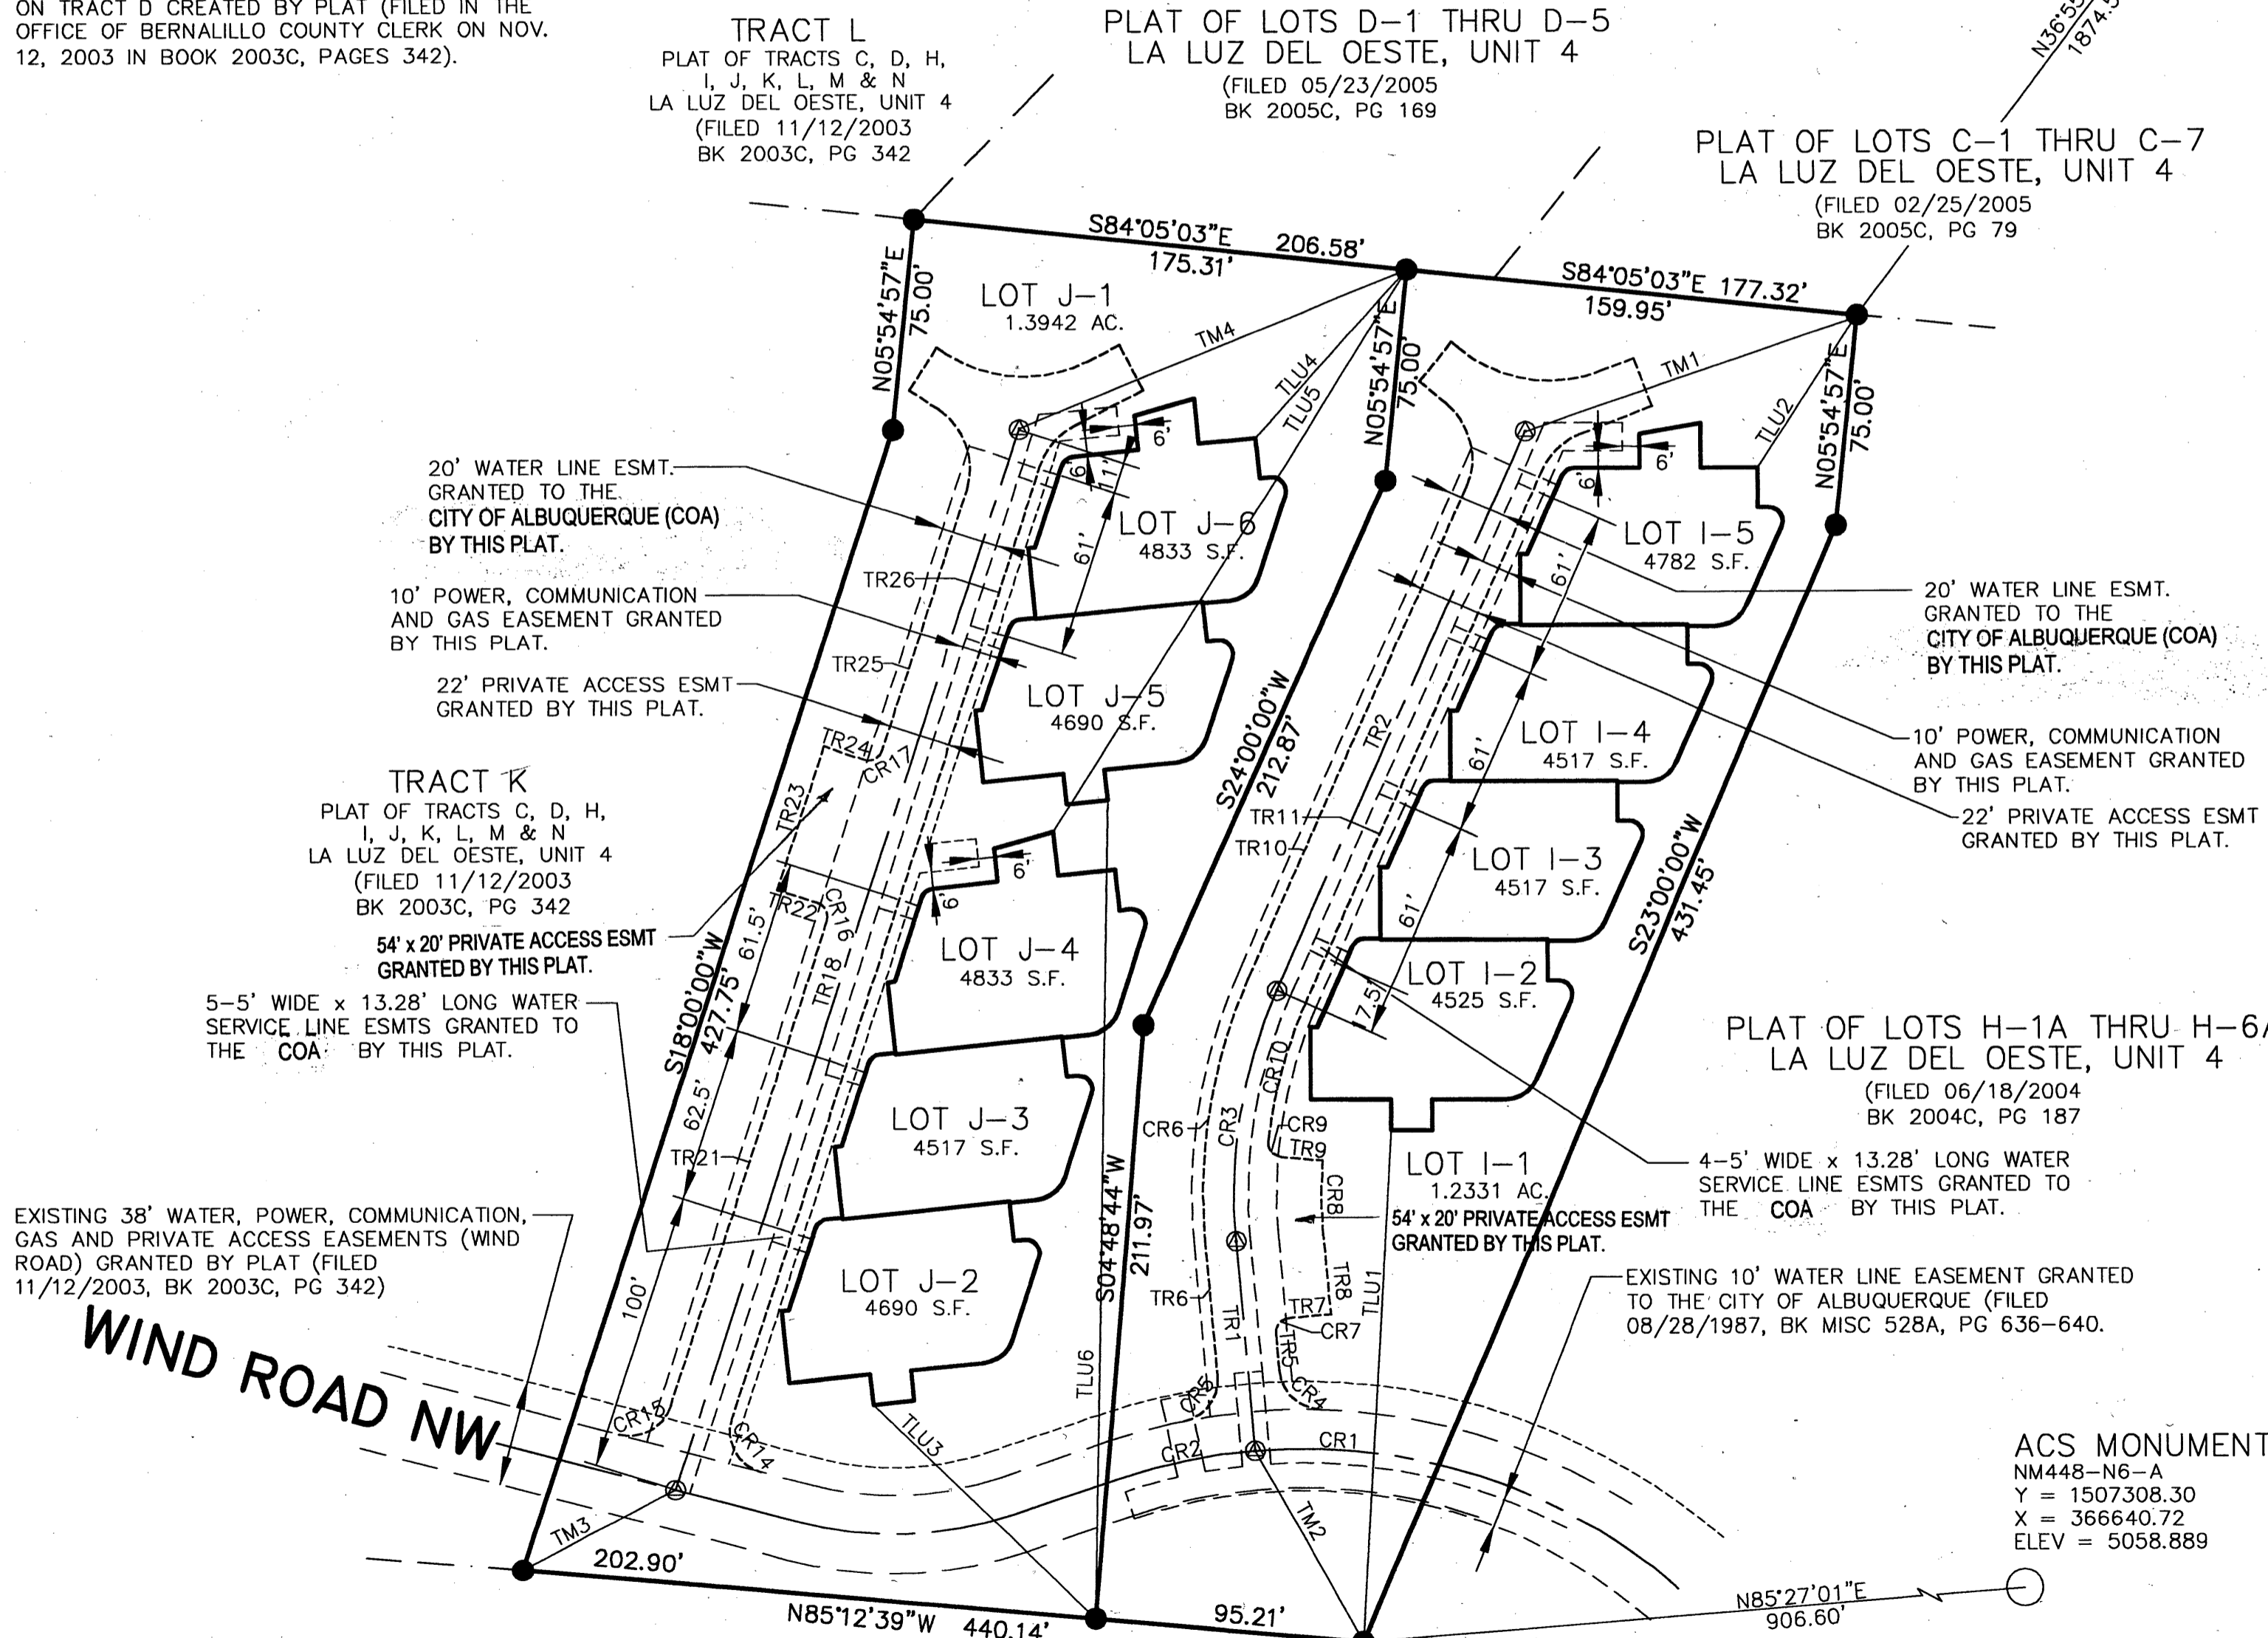 ON TRACT D CREATED BY PLAT (FILED IN THE
OFFICE OF BERNALILLO COUNTY CLERK ON NOV.
12, 2003 IN BOOK 2003C, PAGES 342).
TRACT L
PLAT OF TRACTS C, D, H,
I, J, K, L, M & N
LA LUZ DEL OESTE, UNIT 4
(FILED 11/12/2003
BK 2003C, PG 342
PLAT OF LOTS D-1 THRU D-5
LA LUZ DEL OESTE, UNIT 4
(FILED 05/23/2005
BK 2005C, PG 169
PLAT OF LOTS C-1 THRU C-7
LA LUZ DEL OESTE, UNIT 4
(FILED 02/25/2005
BK 2005C, PG 79
S84°05'03"E 206.58'
175.31'
S84°05'03"E 177.32'
159.95'
N05°54'57"E
75.00'
N05°54'57"E
75.00'
N05°54'57"E
75.00'
LOT J-1
1.3942 AC.
TM4
TLU4
TLU5
TM1
TLU2
6'
6'
11'
61'
6'
6'
61'
LOT J-6
4833 S.F.
LOT I-5
4782 S.F.
20' WATER LINE ESMT.
GRANTED TO THE
CITY OF ALBUQUERQUE (COA)
BY THIS PLAT.
10' POWER, COMMUNICATION
AND GAS EASEMENT GRANTED
BY THIS PLAT.
22' PRIVATE ACCESS ESMT
GRANTED BY THIS PLAT.
TR26
TR25
TR24
CR17
TR23
LOT J-5
4690 S.F.
20' WATER LINE ESMT.
GRANTED TO THE
CITY OF ALBUQUERQUE (COA)
BY THIS PLAT.
10' POWER, COMMUNICATION
AND GAS EASEMENT GRANTED
BY THIS PLAT.
22' PRIVATE ACCESS ESMT
GRANTED BY THIS PLAT.
S24°00'00"W
212.87'
TR2
TR11
TR10
LOT I-4
4517 S.F.
61'
LOT I-3
4517 S.F.
61'
S23°00'00"W
431.45'
TRACT K
PLAT OF TRACTS C, D, H,
I, J, K, L, M & N
LA LUZ DEL OESTE, UNIT 4
(FILED 11/12/2003
BK 2003C, PG 342
54' x 20' PRIVATE ACCESS ESMT
GRANTED BY THIS PLAT.
5-5' WIDE x 13.28' LONG WATER
SERVICE LINE ESMTS GRANTED TO
THE COA BY THIS PLAT.
S18°00'00"W
427.75'
61.5'
62.5'
100'
TR22
CR16
TR18
TR21
6'
6'
LOT J-4
4833 S.F.
LOT J-3
4517 S.F.
LOT J-2
4690 S.F.
LOT I-2
4525 S.F.
17.5'
PLAT OF LOTS H-1A THRU H-6A
LA LUZ DEL OESTE, UNIT 4
(FILED 06/18/2004
BK 2004C, PG 187
CR10
CR3
CR6
CR9
TR9
CR8
LOT I-1
1.2331 AC.
54' x 20' PRIVATE ACCESS ESMT
GRANTED BY THIS PLAT.
4-5' WIDE x 13.28' LONG WATER
SERVICE LINE ESMTS GRANTED TO
THE COA BY THIS PLAT.
S04°48'44"W
211.97'
TLU6
TR6
TR1
TR7
TR8
CR7
TR5
TLU1
CR5
CR4
CR2
CR1
EXISTING 38' WATER, POWER, COMMUNICATION,
GAS AND PRIVATE ACCESS EASEMENTS (WIND
ROAD) GRANTED BY PLAT (FILED
11/12/2003, BK 2003C, PG 342)
EXISTING 10' WATER LINE EASEMENT GRANTED
TO THE CITY OF ALBUQUERQUE (FILED
08/28/1987, BK MISC 528A, PG 636-640.
WIND ROAD NW
CR15
CR14
TLU3
TM3
TM2
ACS MONUMENT
NM448-N6-A
Y = 1507308.30
X = 366640.72
ELEV = 5058.889
202.90'
N85°12'39"W 440.14'
95.21'
N85°27'01"E
906.60'